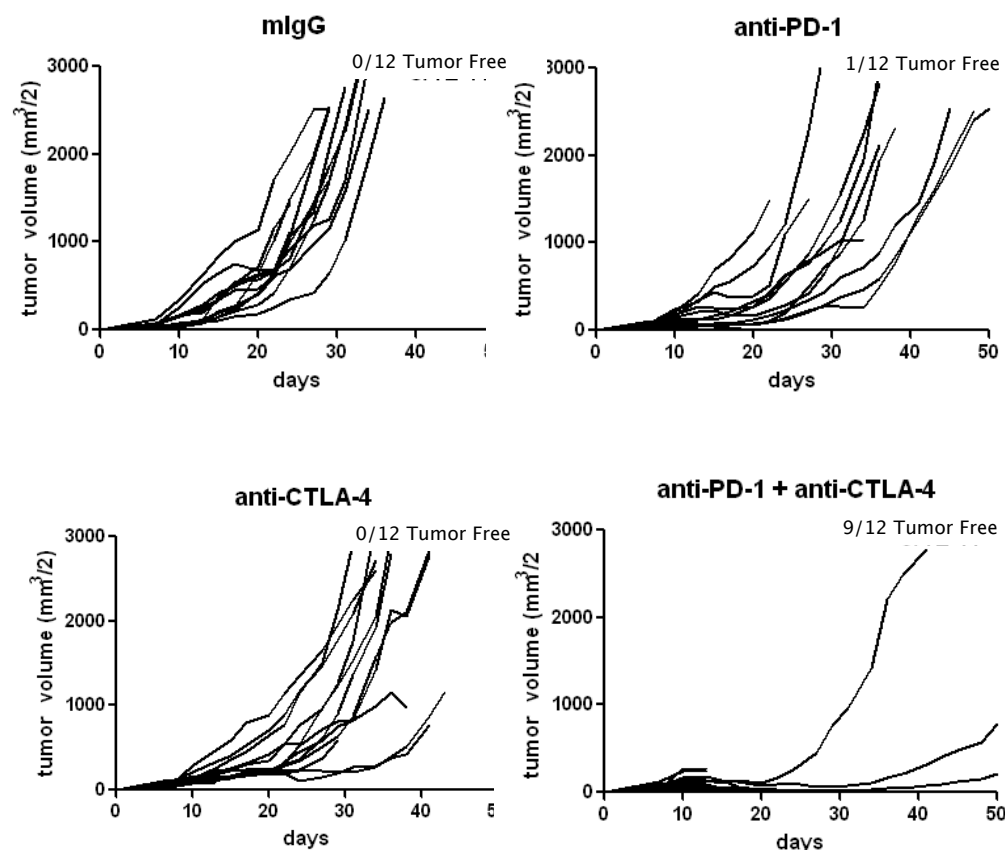 mIgG
0/12 Tumor Free
3000
2000
1000
0
tumor volume (mm³/2)
0 10 20 30 40
days
anti-PD-1
1/12 Tumor Free
3000
2000
1000
0
tumor volume (mm³/2)
0 10 20 30 40 50
days
anti-CTLA-4
0/12 Tumor Free
3000
2000
1000
0
tumor volume (mm³/2)
0 10 20 30 40
days
anti-PD-1 + anti-CTLA-4
9/12 Tumor Free
3000
2000
1000
0
tumor volume (mm³/2
0 10 20 30 40 50
days